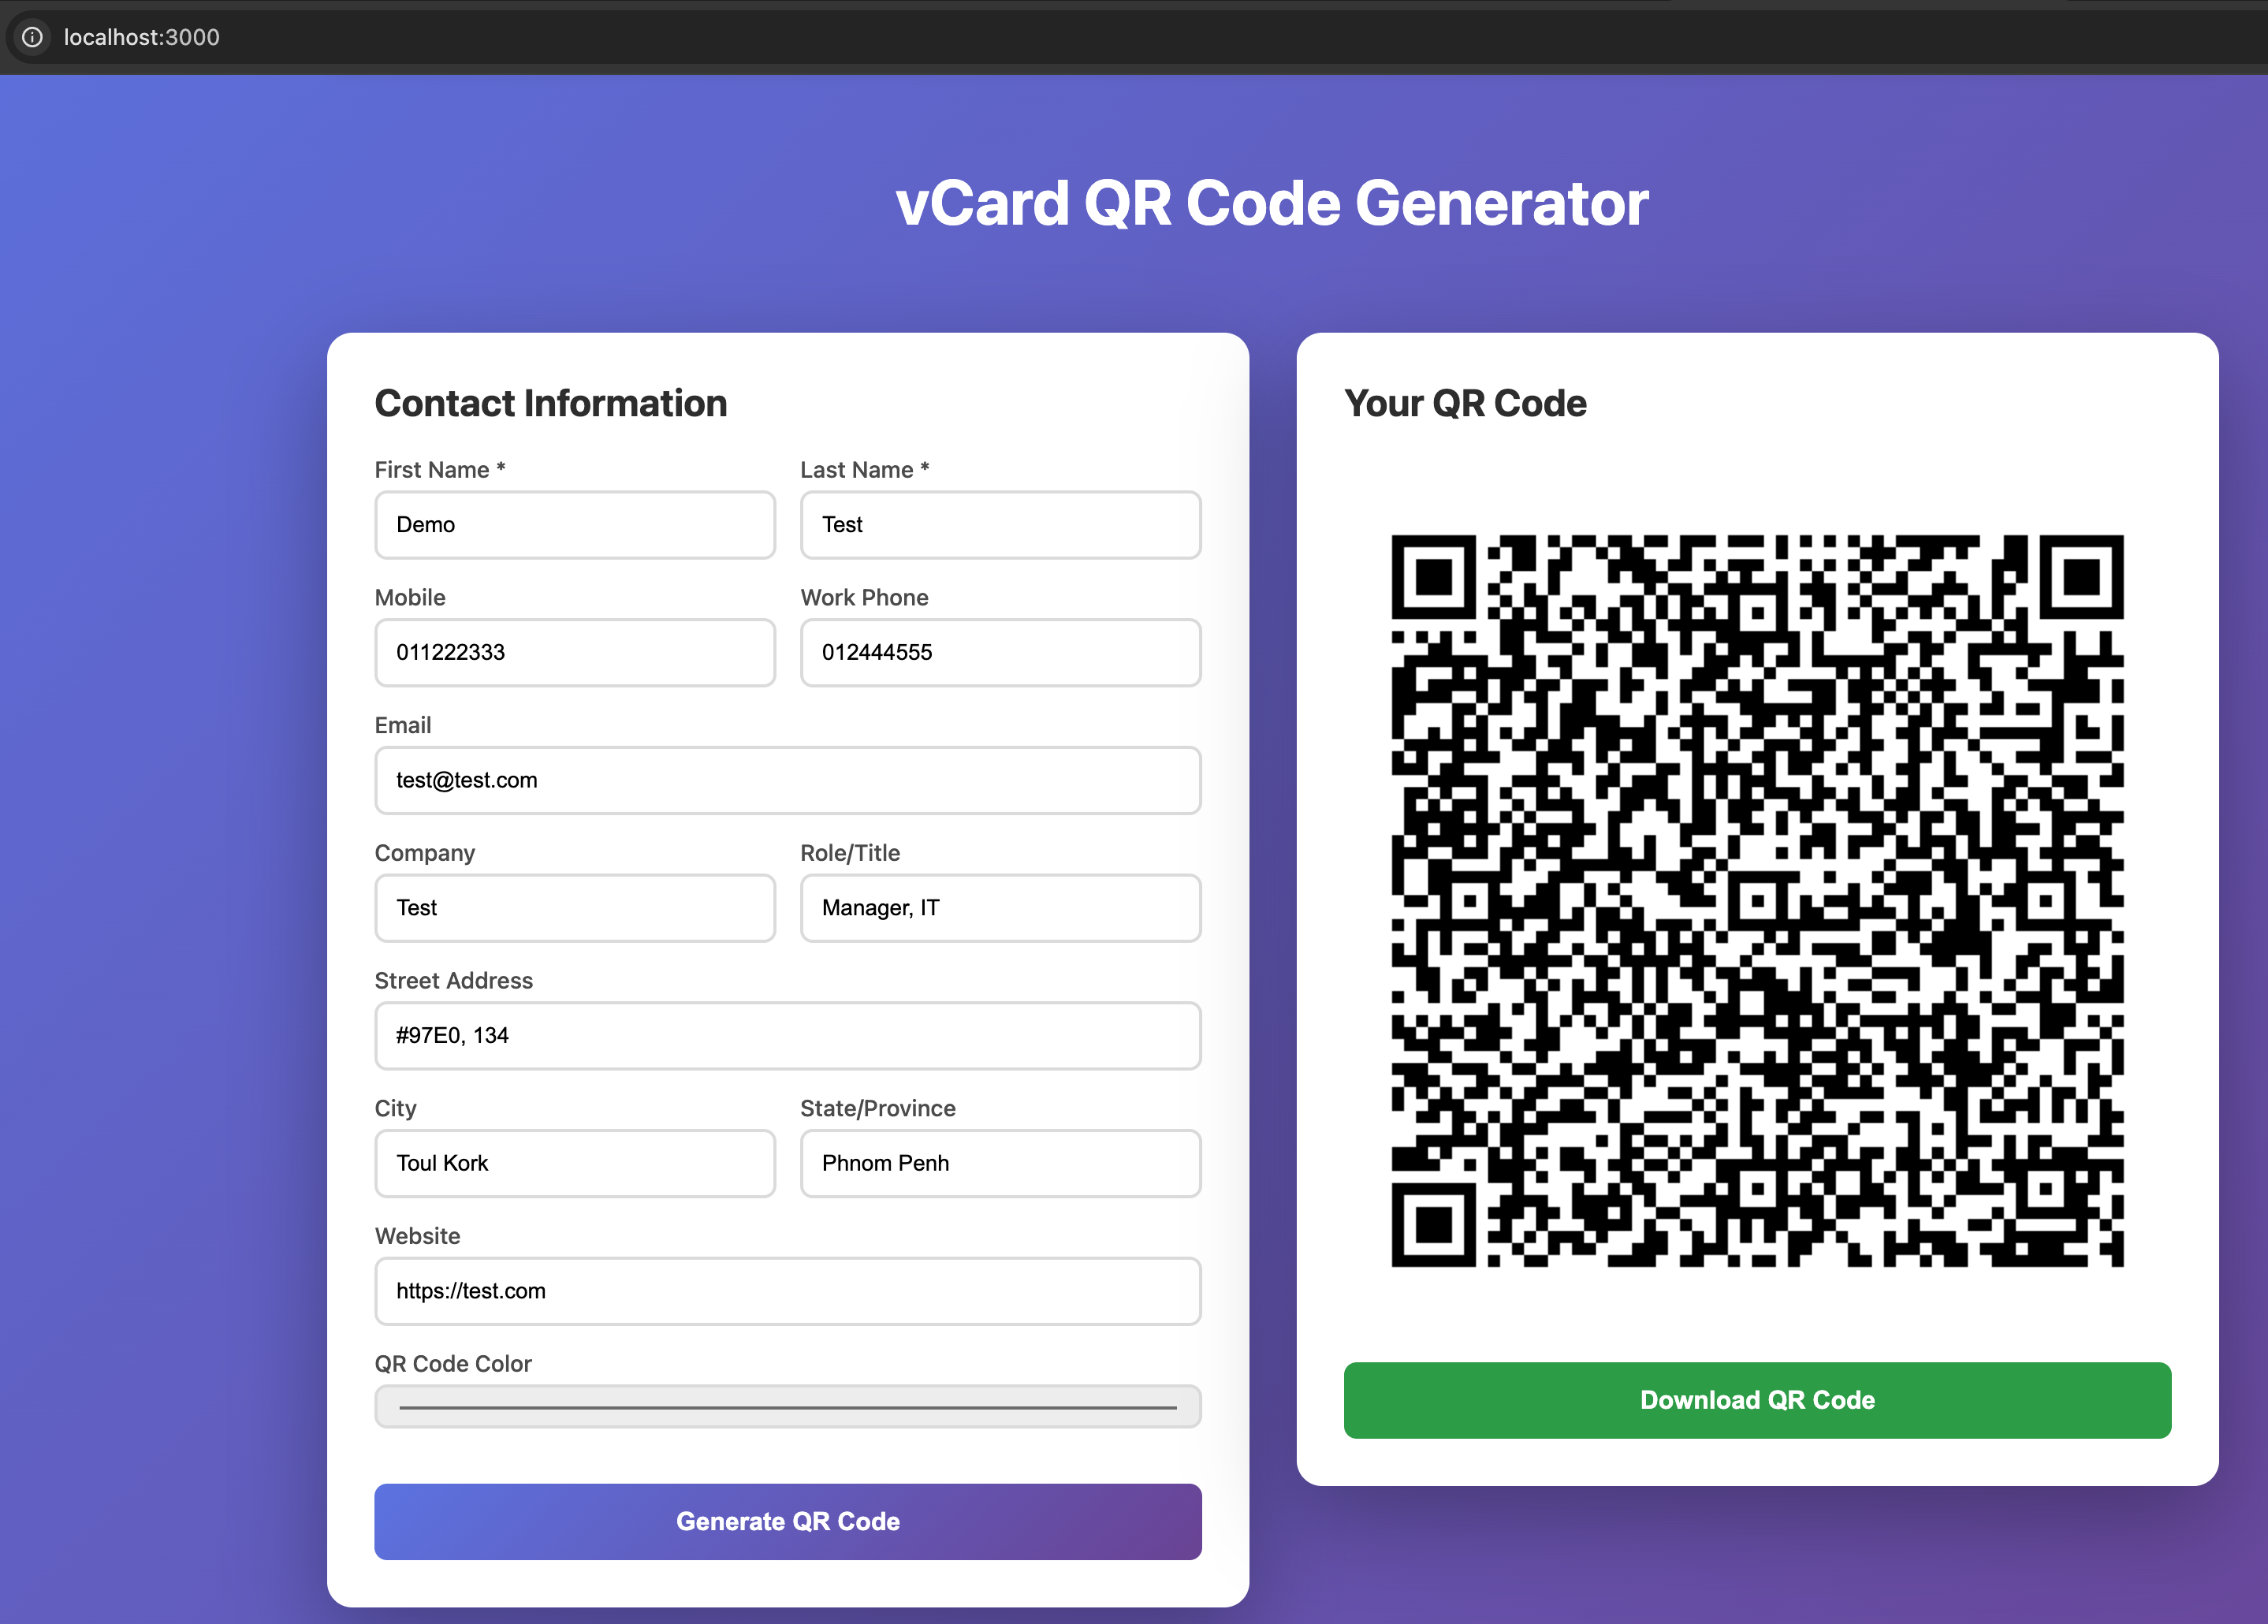 localhost:3000
vCard QR Code Generator
Contact Information
First Name *
Last Name *
Demo
Test
Mobile
Work Phone
011222333
012444555
Email
test@test.com
Company
Role/Title
Test
Manager, IT
Street Address
#97E0, 134
City
State/Province
Toul Kork
Phnom Penh
Website
https://test.com
QR Code Color
Generate QR Code
Your QR Code
Download QR Code